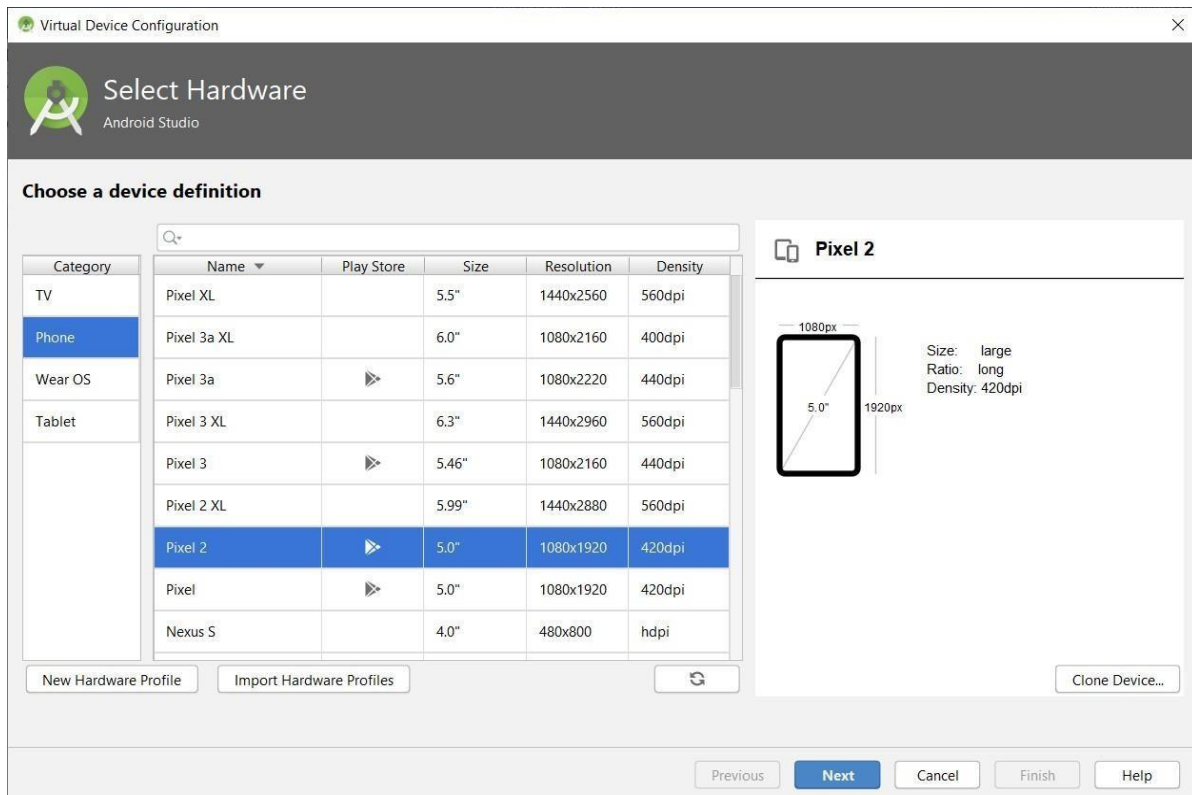 Virtual Device Configuration
Select Hardware
Android Studio
Choose a device definition
Category
TV
Phone
Wear OS
Tablet
Name Play Store Size Resolution Density
Pixel XL 5.5" 1440x2560 560dpi
Pixel 3a XL 6.0" 1080x2160 400dpi
Pixel 3a 5.6" 1080x2220 440dpi
Pixel 3 XL 6.3" 1440x2960 560dpi
Pixel 3 5.46" 1080x2160 440dpi
Pixel 2 XL 5.99" 1440x2880 560dpi
Pixel 2 5.0" 1080x1920 420dpi
Pixel 5.0" 1080x1920 420dpi
Nexus S 4.0" 480x800 hdpi
New Hardware Profile Import Hardware Profiles
Pixel 2
1080px
5.0"
1920px
Size: large
Ratio: long
Density: 420dpi
Clone Device...
Previous Next Cancel Finish Help